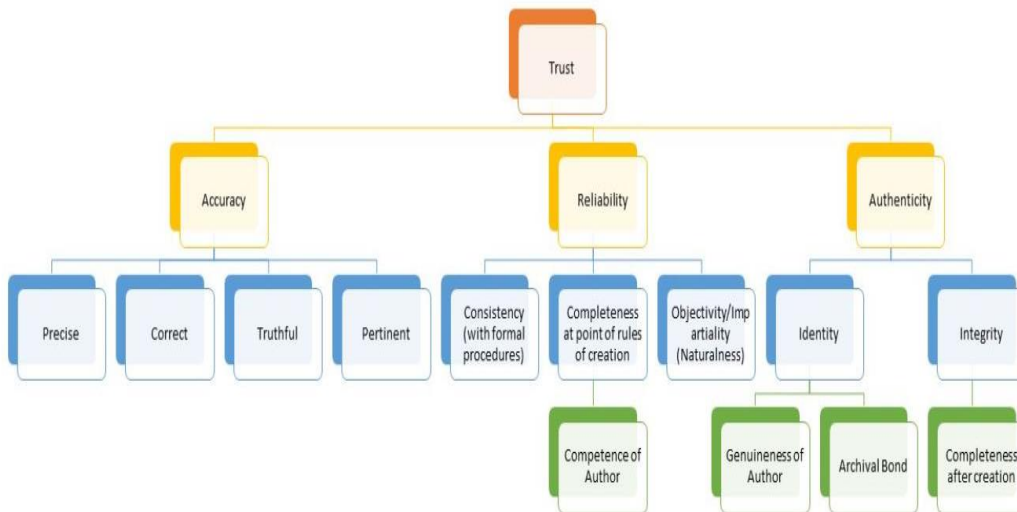 Trust
Accuracy
Reliability
Authenticity
Precise
Correct
Truthful
Pertinent
Consistency
(with formal
procedures)
Completeness
at point of rules
of creation
Objectivity/Imp
artiality
(Naturalness)
Identity
Integrity
Competence of
Author
Genuineness of
Author
Archival Bond
Completeness
after creation